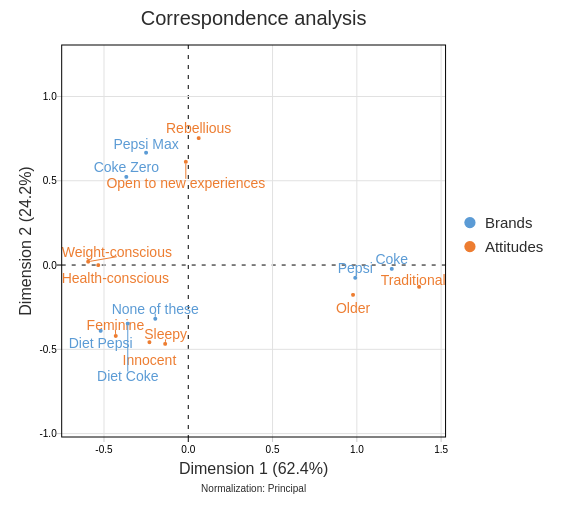 Correspondence analysis
1.0
0.5
0.0
-0.5
-1.0
Dimension 2 (24.2%)
Rebellious
Pepsi Max
Coke Zero
Open to new experiences
Weight-conscious
Health-conscious
Coke
Pepsi
Traditional
Older
None of these
Feminine
Sleepy
Diet Pepsi
Innocent
Diet Coke
Brands
Attitudes
-0.5 0.0 0.5 1.0 1.5
Dimension 1 (62.4%)
Normalization: Principal